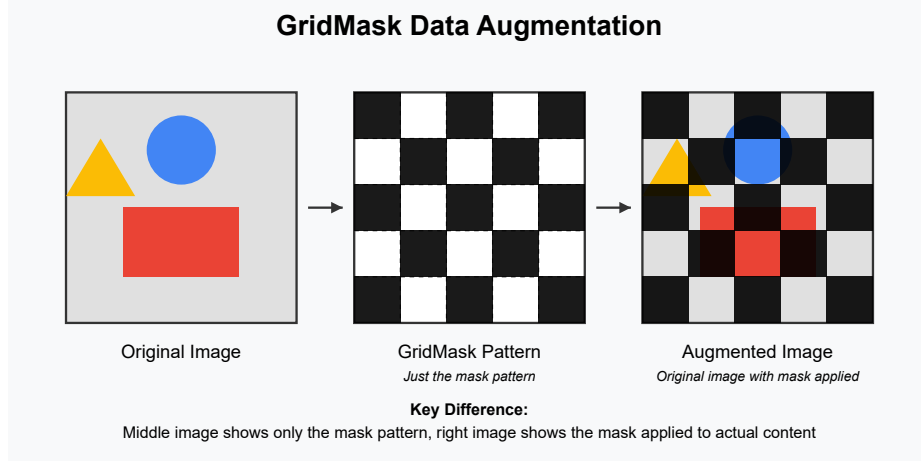 GridMask Data Augmentation
Original Image
GridMask Pattern
Augmented Image
Just the mask pattern
Original image with mask applied
Key Difference:
Middle image shows only the mask pattern, right image shows the mask applied to actual content